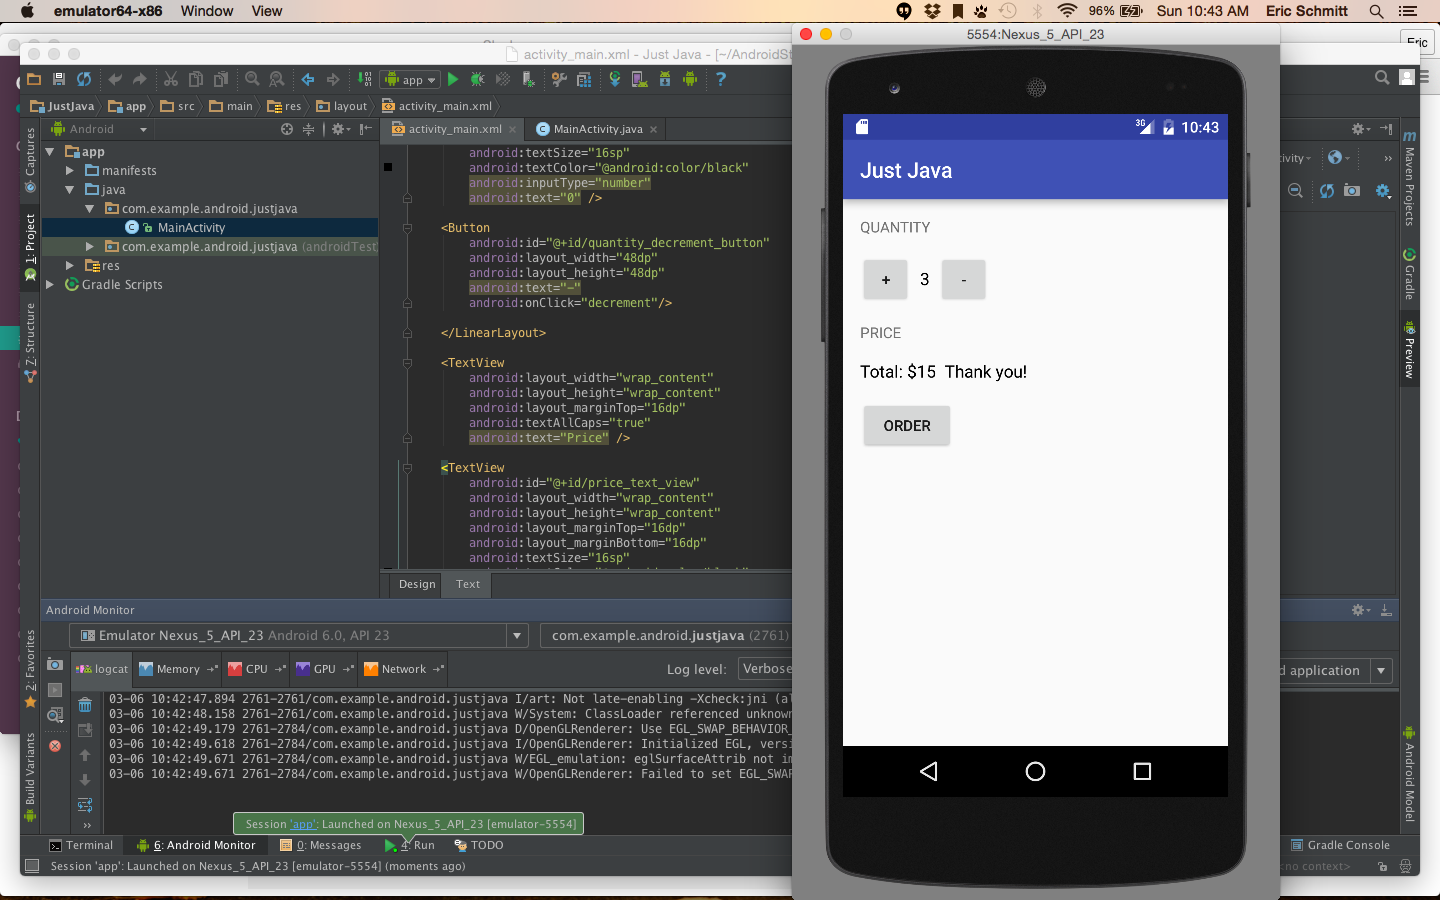 emulator64-x86 Window View
96% Sun 10:43 AM Eric Schmitt
5554:Nexus_5_API_23
Eric
activity_main.xml - Just Java - [~/AndroidSt
app
JustJava app src main res layout activity_main.xml
Android
activity_main.xml MainActivity.java
app
manifests
java
com.example.android.justjava
MainActivity
com.example.android.justjava (androidTest
res
Gradle Scripts
Captures
1: Project
7: Structure
2: Favorites
Build Variants
android:textSize="16sp"
android:textColor="@android:color/black"
android:inputType="number"
android:text="0" />
<Button
android:id="@+id/quantity_decrement_button"
android:layout_width="48dp"
android:layout_height="48dp"
android:text="-"
android:onClick="decrement"/>
</LinearLayout>
<TextView
android:layout_width="wrap_content"
android:layout_height="wrap_content"
android:layout_marginTop="16dp"
android:textAllCaps="true"
android:text="Price" />
<TextView
android:id="@+id/price_text_view"
android:layout_width="wrap_content"
android:layout_height="wrap_content"
android:layout_marginTop="16dp"
android:layout_marginBottom="16dp"
android:textSize="16sp"
Design Text
3G 10:43
Just Java
QUANTITY
+ 3 -
PRICE
Total: $15 Thank you!
ORDER
ivity
Maven Projects
Gradle
Preview
Android Model
Android Monitor
Emulator Nexus_5_API_23 Android 6.0, API 23
com.example.android.justjava (2761)
logcat Memory CPU GPU Network
Log level: Verbose
d application
03-06 10:42:47.894 2761-2761/com.example.android.justjava I/art: Not late-enabling -Xcheck:jni (al
03-06 10:42:48.158 2761-2761/com.example.android.justjava W/System: ClassLoader referenced unknown
03-06 10:42:49.179 2761-2784/com.example.android.justjava D/OpenGLRenderer: Use EGL_SWAP_BEHAVIOR_
03-06 10:42:49.618 2761-2784/com.example.android.justjava I/OpenGLRenderer: Initialized EGL, versi
03-06 10:42:49.671 2761-2784/com.example.android.justjava W/EGL_emulation: eglSurfaceAttrib not im
03-06 10:42:49.671 2761-2784/com.example.android.justjava W/OpenGLRenderer: Failed to set EGL_SWAP
Session 'app': Launched on Nexus_5_API_23 [emulator-5554]
Terminal 6: Android Monitor 0: Messages 4: Run TODO
Gradle Console
Session 'app': Launched on Nexus_5_API_23 [emulator-5554] (moments ago)
<no context>